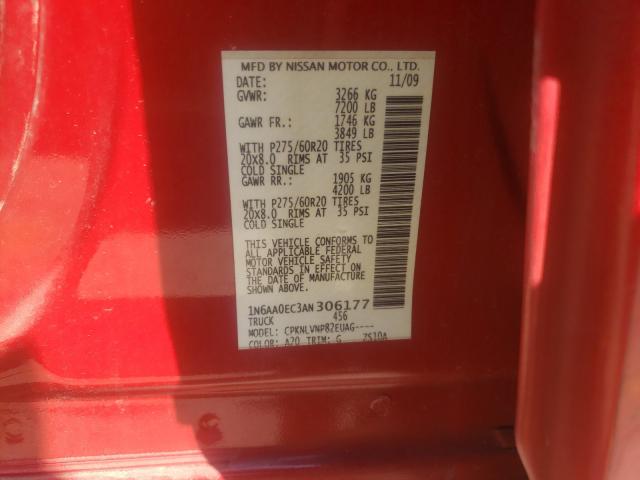 MFD BY NISSAN MOTOR CO., LTD.
DATE: 11/09
GVWR: 3266 KG
7200 LB
GAWR FR.: 1746 KG
3849 LB
WITH P275/60R20 TIRES
20X8.0 RIMS AT 35 PSI
COLD SINGLE
GAWR RR.: 1905 KG
4200 LB
WITH P275/60R20 TIRES
20X8.0 RIMS AT 35 PSI
COLD SINGLE
THIS VEHICLE CONFORMS TO
ALL APPLICABLE FEDERAL
MOTOR VEHICLE SAFETY
STANDARDS IN EFFECT ON
THE DATE OF MANUFACTURE
1N6AA0EC3AN306177
TRUCK 456
MODEL: CPKNLVNP82EUAG----
COLOR: A20 TRIM: G ZS10A